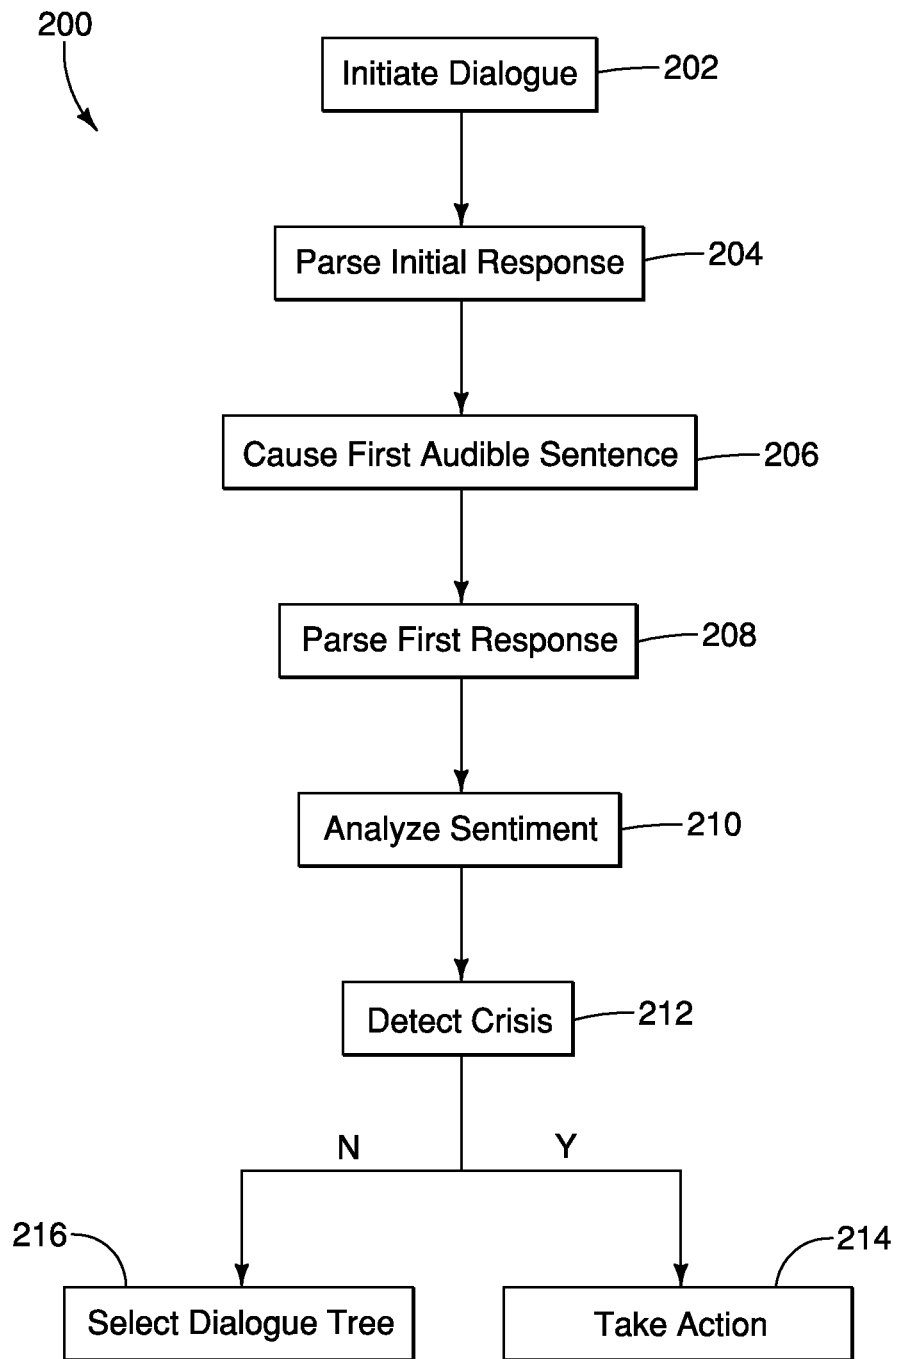 200
Initiate Dialogue
202
Parse Initial Response
204
Cause First Audible Sentence
206
Parse First Response
208
Analyze Sentiment
210
Detect Crisis
212
N
Y
216
214
Select Dialogue Tree
Take Action